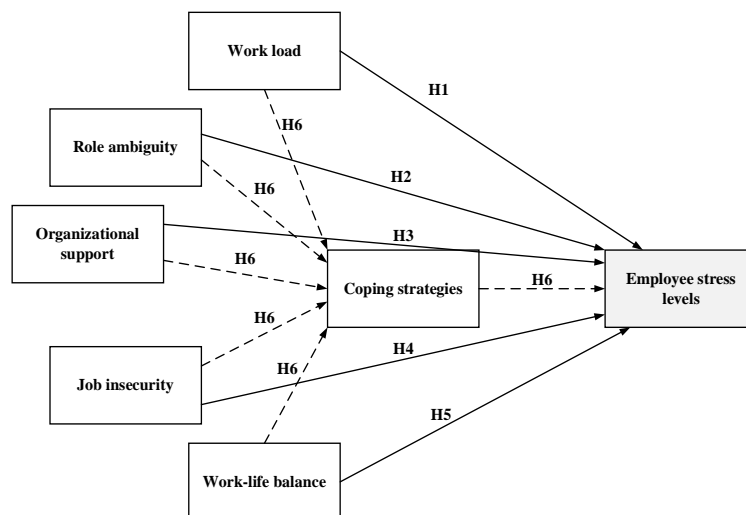 Work load
H1
H6
Role ambiguity
H2
H6
Organizational
support
H3
H6
Coping strategies
H6
Employee stress
levels
H6
Job insecurity
H4
H6
H5
Work-life balance